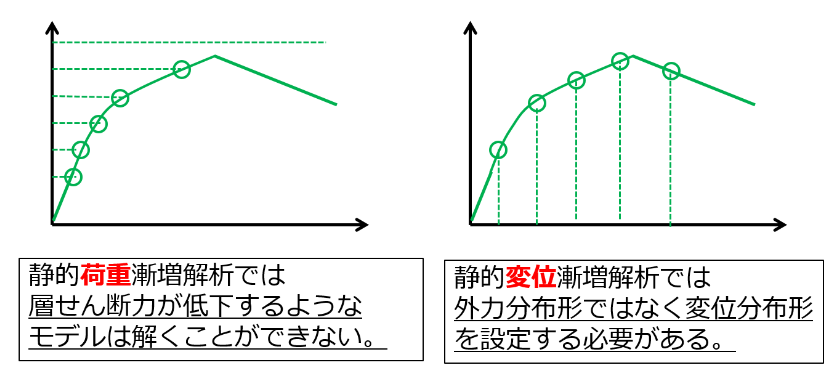 静的荷重漸増解析では
層せん断力が低下するような
モデルは解くことができない。
静的変位漸増解析では
外力分布形ではなく変位分布形
を設定する必要がある。